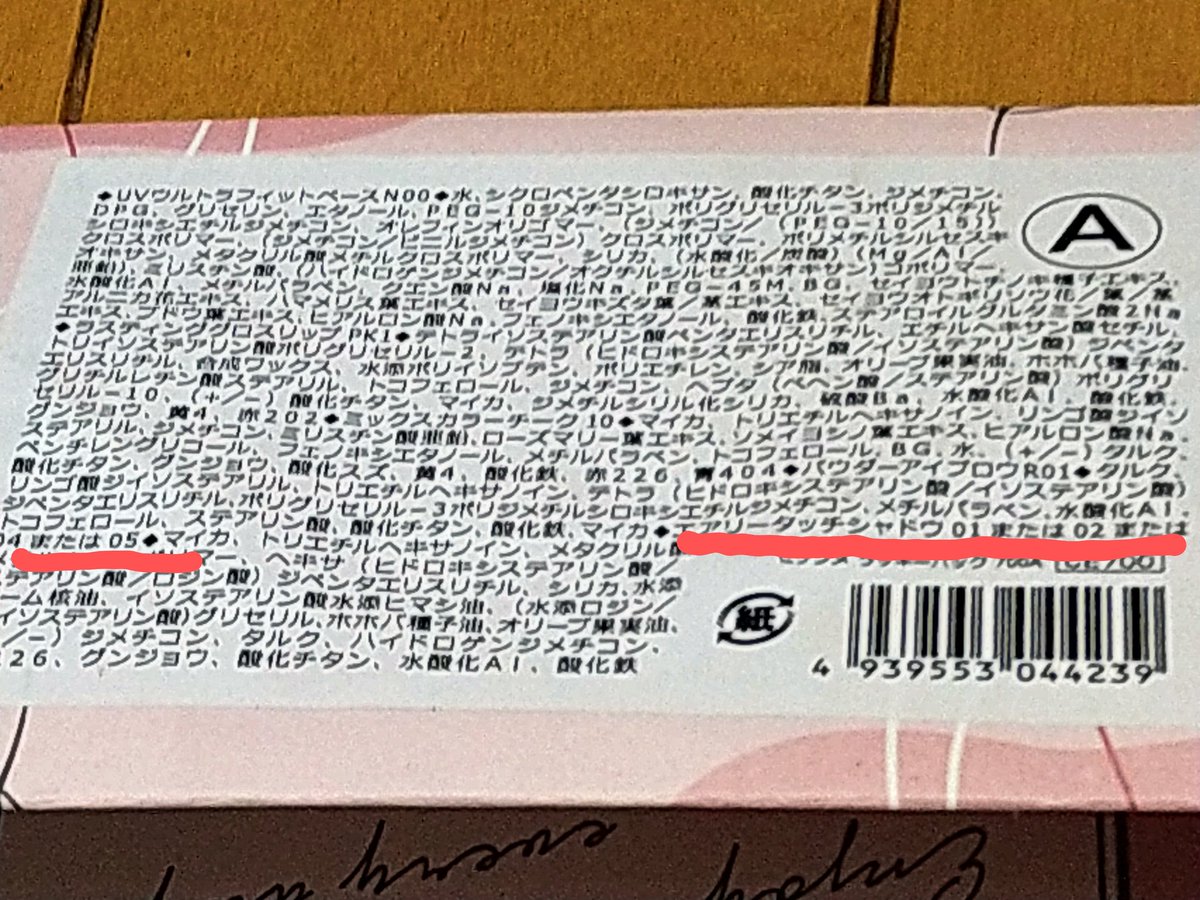 ◆UVウルトラフィットベースN00◆水、シクロペンタシロキサン、酸化チタン、ジメチコン、
DPG、グリセリン、エタノール、PEG-10ジメチコン、ポリグリセリル-3ポリジメチル
シロキシエチルジメチコン、オレフィンオリゴマー、(ジメチコン/(PEG-10/15))
クロスポリマー、(ジメチコン/ビニルジメチコン)クロスポリマー、ポリメチルシルセスキ
オキサン、メタクリル酸メチルクロスポリマー、シリカ、(水酸化/炭酸)(Mg/Al/
亜鉛)、ミリスチン酸、(ハイドロゲンジメチコン/オクチルシルセスキオキサン)コポリマー、
水酸化Al、メチルパラベン、クエン酸Na、塩化Na、PEG-45M、BG、セイヨウトチノキ種子エキス、
アルニカ花エキス、ハマメリス葉エキス、セイヨウキズタ葉/茎エキス、セイヨウオトギリソウ花/葉/茎
エキス、ブドウ葉エキス、ヒアルロン酸Na、フェノキシエタノール、酸化鉄、ステアロイルグルタミン酸2Na
◆ラスティンググロスリップPK1◆テトライソステアリン酸ペンタエリスリチル、エチルヘキサン酸セチル、
トリイソステアリン酸ポリグリセリル-2、テトラ(ヒドロキシステアリン酸/イソステアリン酸)ジペンタ
エリスリチル、合成ワックス、水添ポリイソブテン、ポリエチレン、シア脂、オリーブ果実油、ホホバ種子油、
グリチルレチン酸ステアリル、トコフェロール、ジメチコン、ヘプタ(ベヘン酸/ステアリン酸)ポリグリ
セリル-10、(+/-)酸化チタン、マイカ、ジメチルシリル化シリカ、硫酸Ba、水酸化Al、酸化鉄、
グンジョウ、黄4、赤202◆ミックスカラーチーク10◆マイカ、トリエチルヘキサノイン、リンゴ酸ジイソ
ステアリル、ジメチコン、ミリスチン酸亜鉛、ローズマリー葉エキス、ソメイヨシノ葉エキス、ヒアルロン酸Na、
ペンチレングリコール、フェノキシエタノール、メチルパラベン、トコフェロール、BG、水、(+/-)タルク、
酸化チタン、グンジョウ、酸化スズ、黄4、酸化鉄、赤226、青404◆パウダーアイブロウR01◆タルク、
リンゴ酸ジイソステアリル、トリエチルヘキサノイン、テトラ(ヒドロキシステアリン酸/イソステアリン酸)
ジペンタエリスリチル、ポリグリセリル-3ポリジメチルシロキシエチルジメチコン、メチルパラベン、水酸化Al、
トコフェロール、ステアリン酸、酸化チタン、酸化鉄、マイカ◆エアリータッチシャドウ 01 または 02 または
04 または 05◆マイカ、トリエチルヘキサノイン、メタクリル酸
ヘキサ(ヒドロキシステアリン酸/
ステアリン酸/ロジン酸)ジペンタエリスリチル、シリカ、水添
ーム核油、イソステアリン酸水添ヒマシ油、(水添ロジン/
イソステアリン酸)グリセリル、ホホバ種子油、オリーブ果実油、
/-)ジメチコン、タルク、ハイドロゲンジメチコン、
226、グンジョウ、酸化チタン、水酸化Al、酸化鉄
A
CE700
紙
4 939553 044239
every
Enjoy